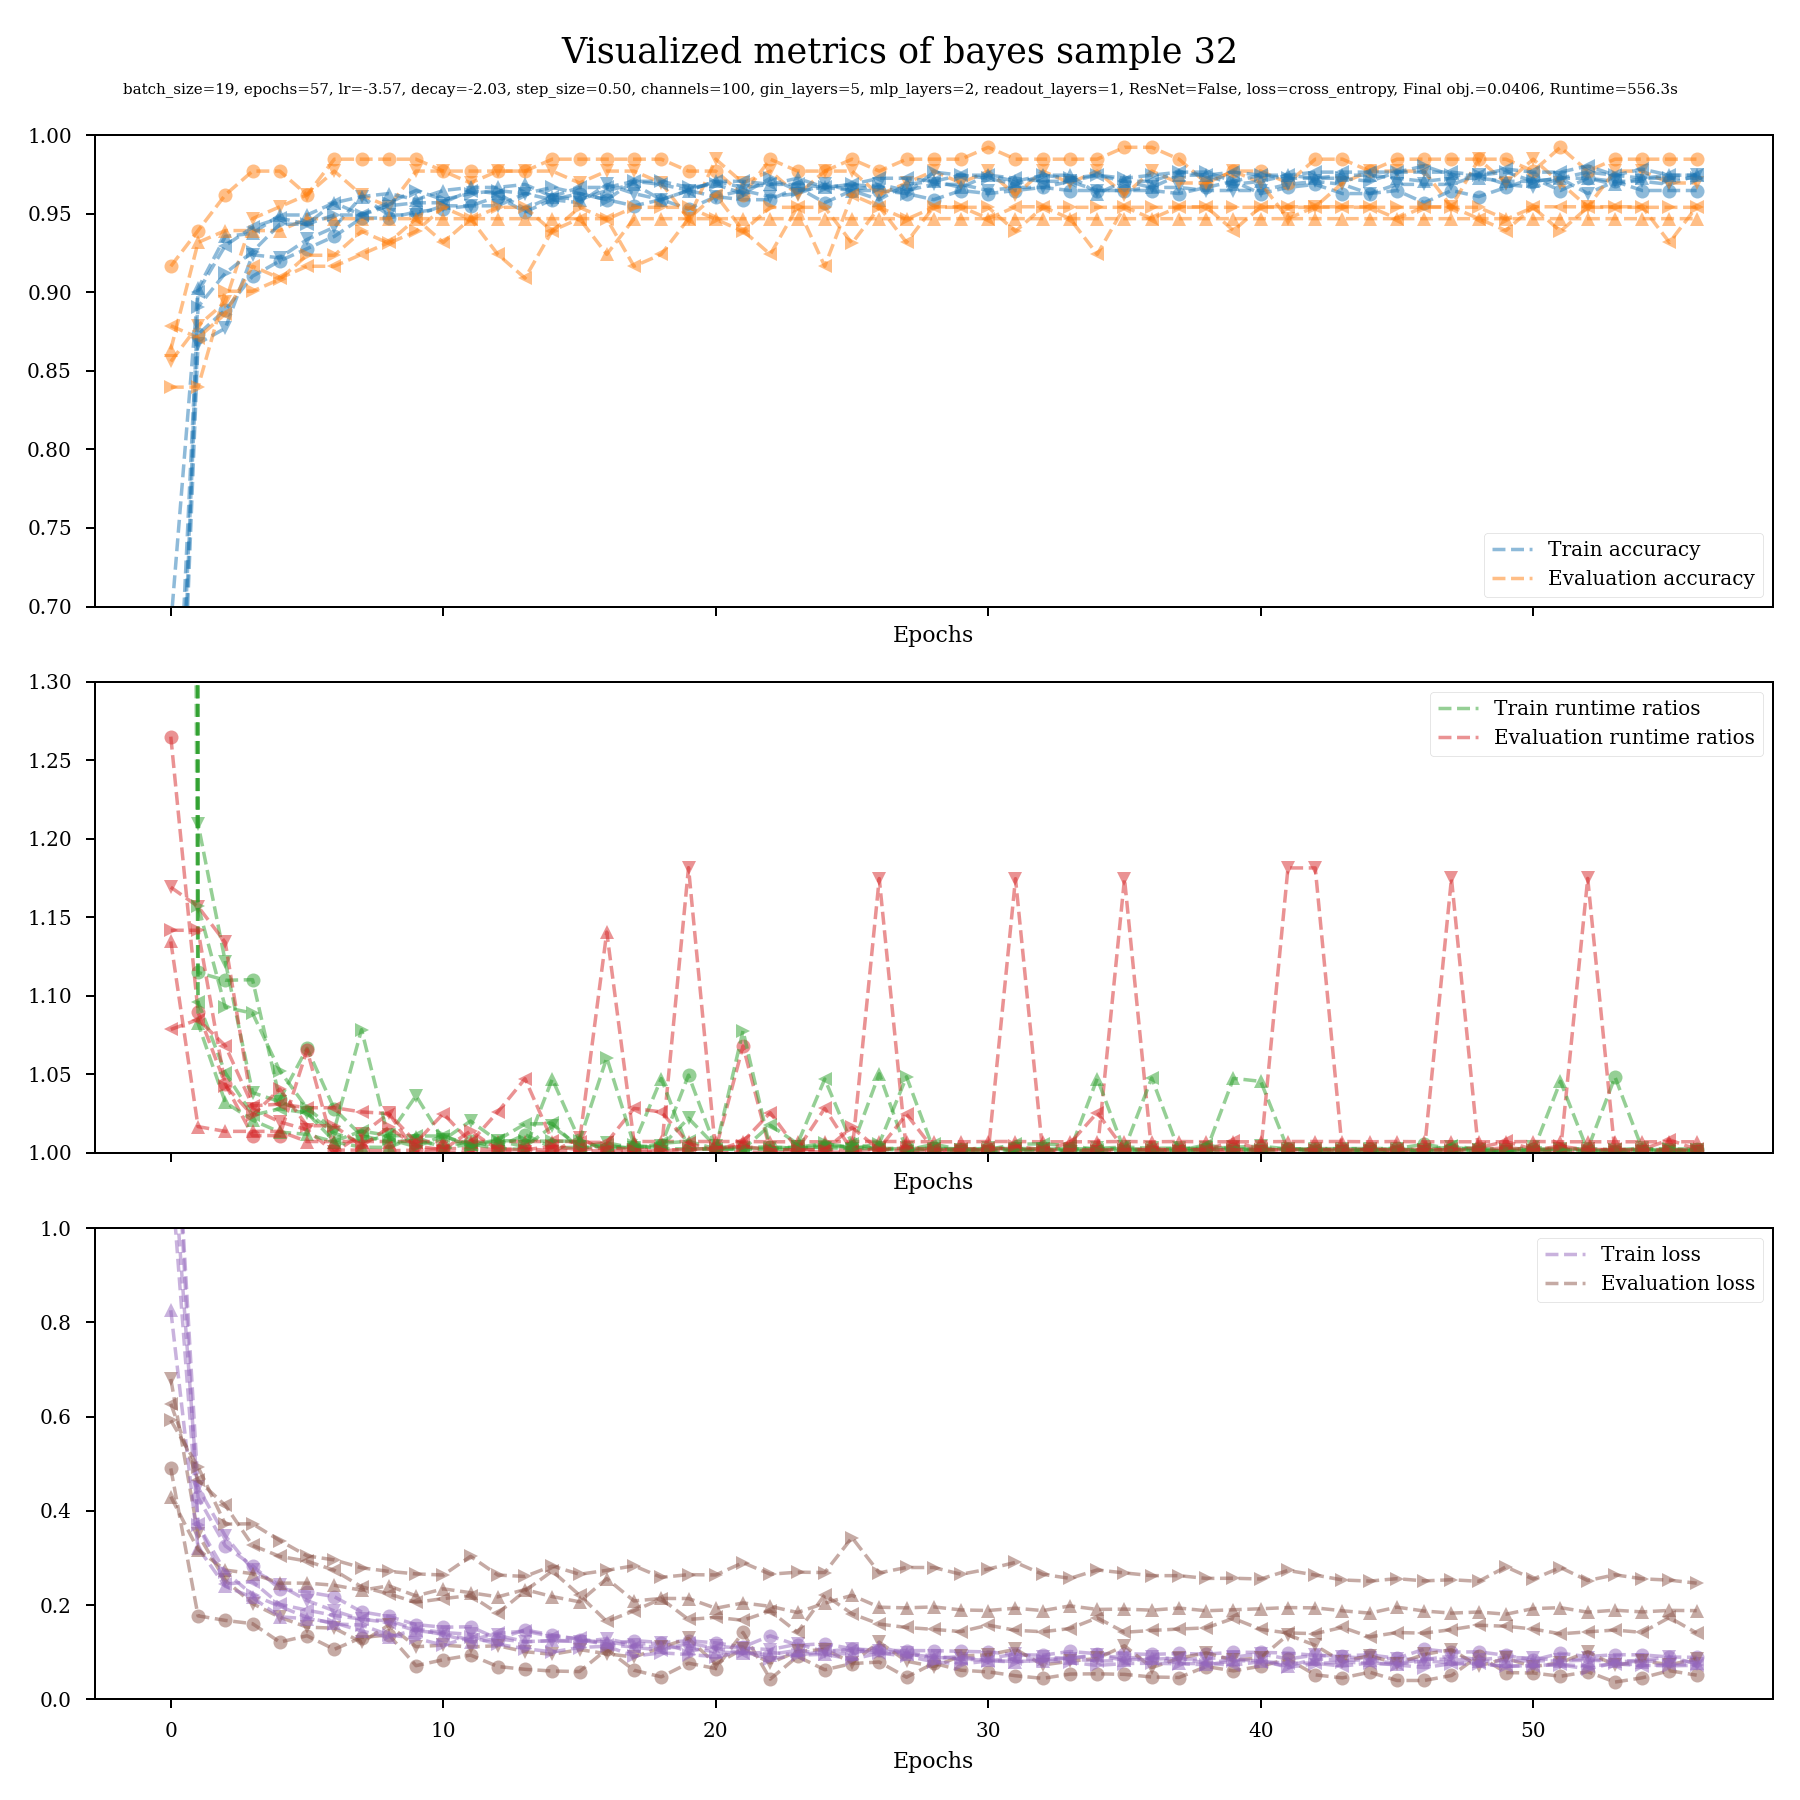 Visualized metrics of bayes sample 32
batch_size=19, epochs=57, lr=-3.57, decay=-2.03, step_size=0.50, channels=100, gin_layers=5, mlp_layers=2, readout_layers=1, ResNet=False, loss=cross_entropy, Final obj.=0.0406, Runtime=556.3s
1.00
0.95
0.90
0.85
0.80
0.75
0.70
Train accuracy
Evaluation accuracy
Epochs
1.30
1.25
1.20
1.15
1.10
1.05
1.00
Train runtime ratios
Evaluation runtime ratios
Epochs
1.0
0.8
0.6
0.4
0.2
0.0
Train loss
Evaluation loss
0 10 20 30 40 50
Epochs